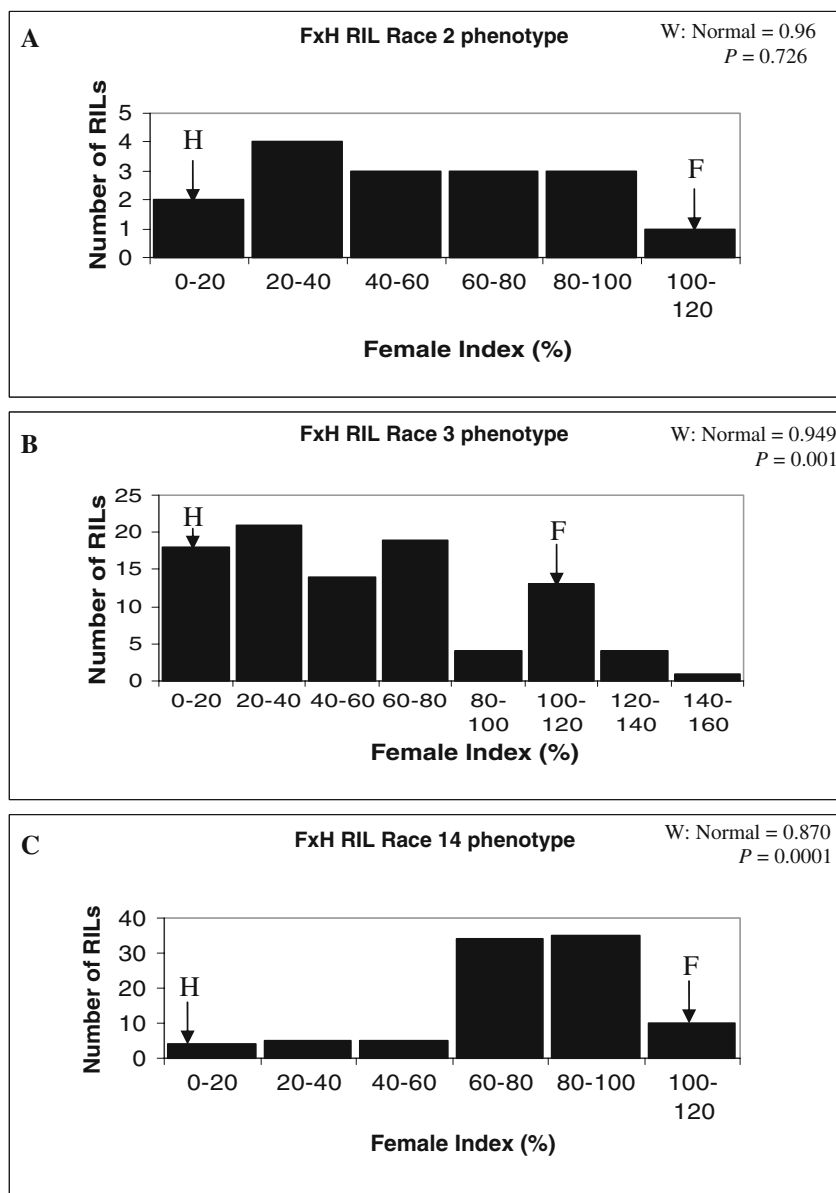 A
FxH RIL Race 2 phenotype
W: Normal = 0.96
P = 0.726
Number of RILs
5
4
3
2
1
0
H
F
0-20
20-40
40-60
60-80
80-100
100-
120
Female Index (%)
B
FxH RIL Race 3 phenotype
W: Normal = 0.949
P = 0.001
Number of RILs
25
20
15
10
5
0
H
F
0-20
20-40
40-60
60-80
80-
100
100-
120
120-
140
140-
160
Female Index (%)
C
FxH RIL Race 14 phenotype
W: Normal = 0.870
P = 0.0001
Number of RILs
40
30
20
10
0
H
F
0-20
20-40
40-60
60-80
80-100
100-
120
Female Index (%)